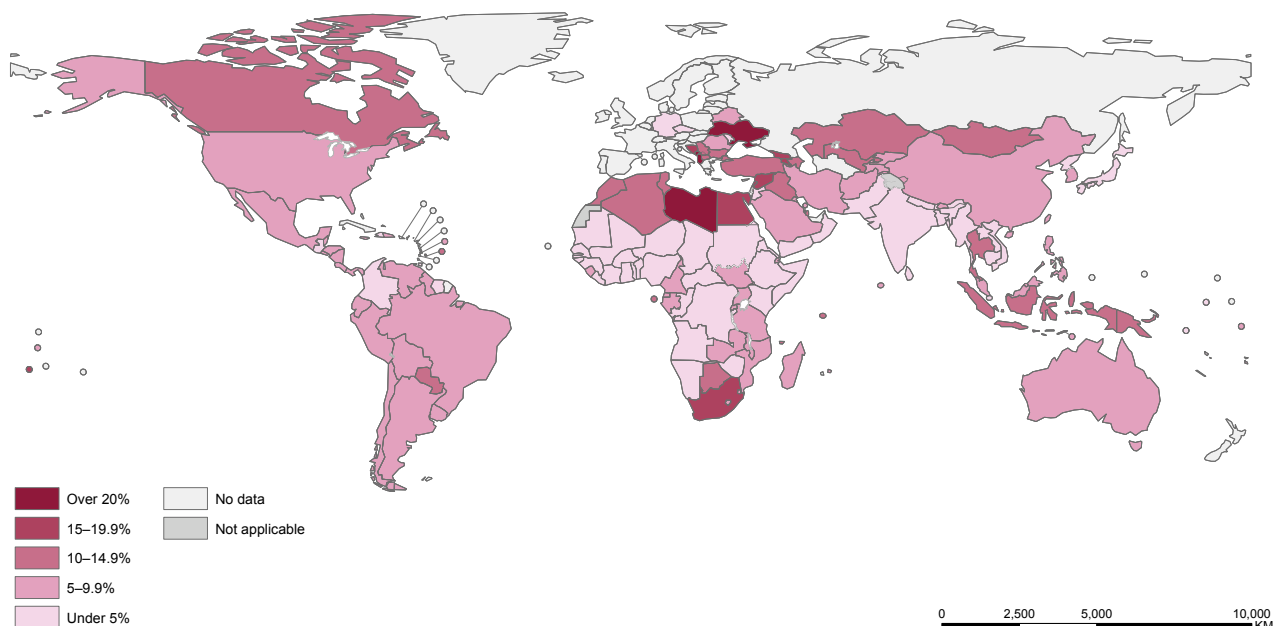 Over 20%
15–19.9%
10–14.9%
5–9.9%
Under 5%
No data
Not applicable
0 2,500 5,000 10,000
KM